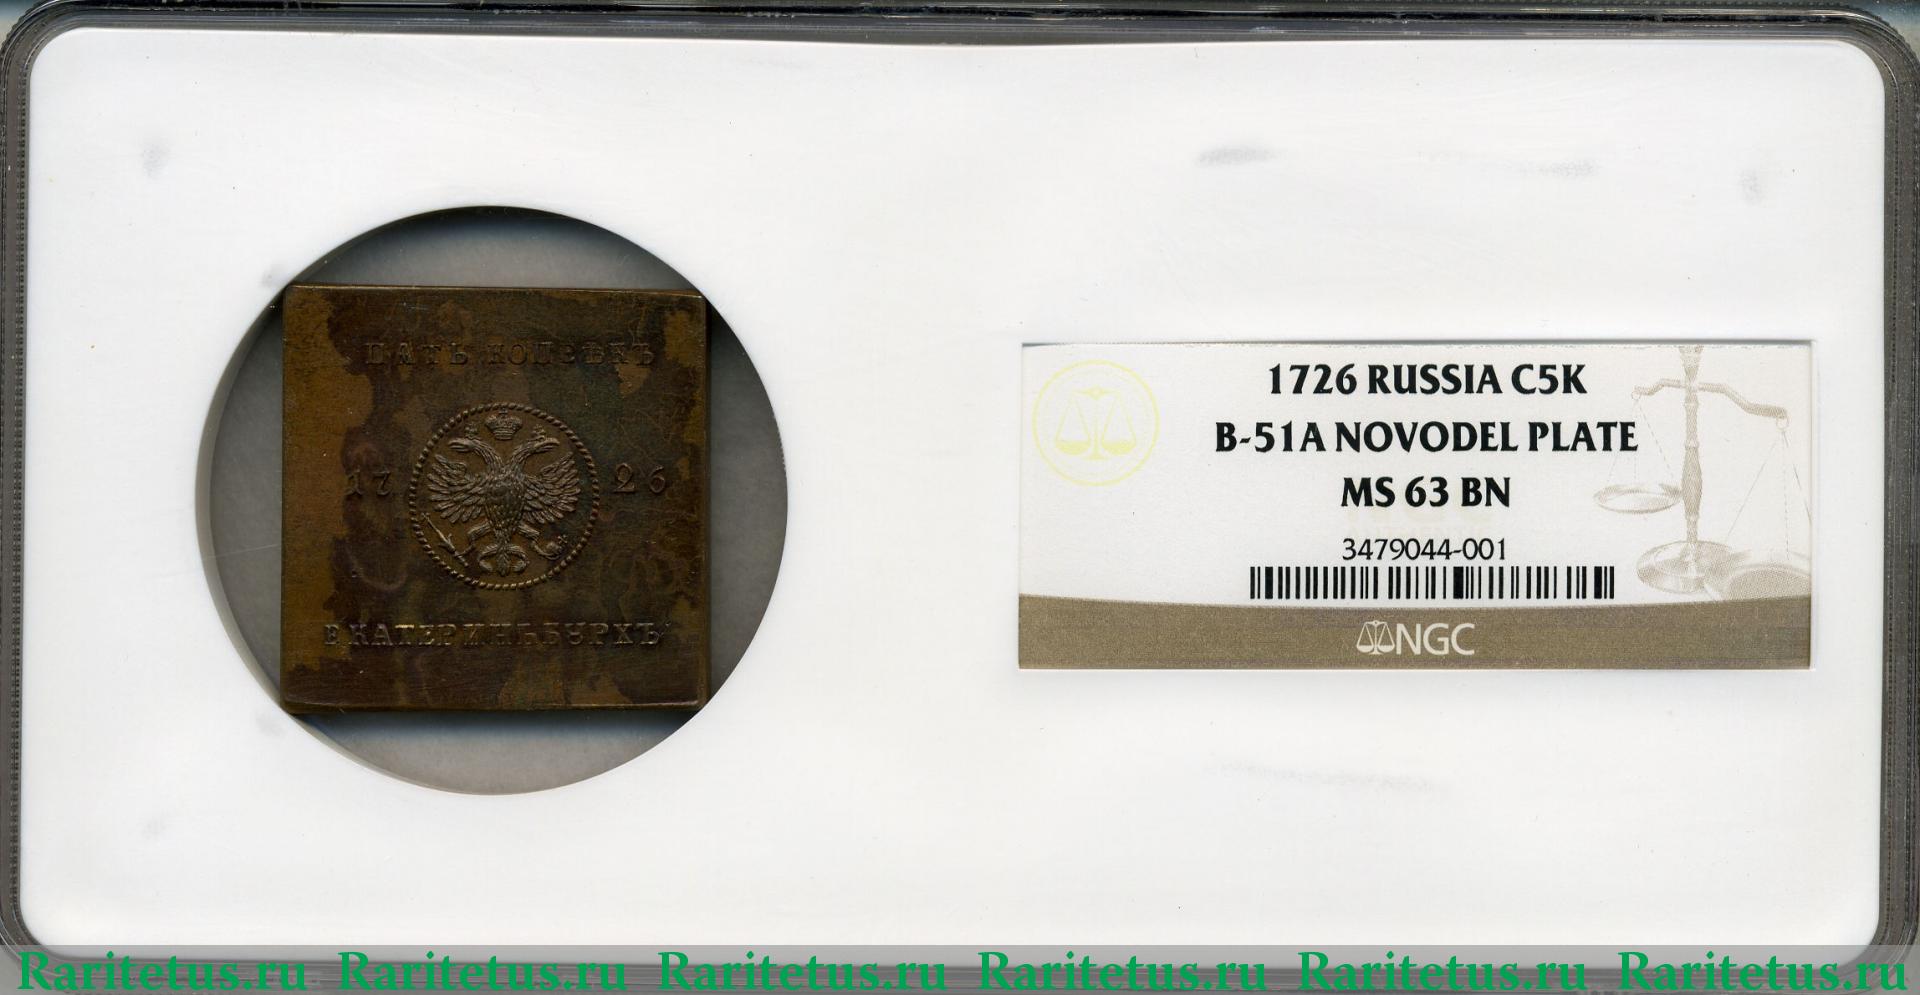 ПАТЬ КОПѢЕКЪ
17 26
ЕКАТЕРИНЬБУРХЪ
1726 RUSSIA C5K
B-51A NOVODEL PLATE
MS 63 BN
3479044-001
NGC
Raritetus.ru Raritetus.ru Raritetus.ru Raritetus.ru Raritetus.ru Raritetus.ru